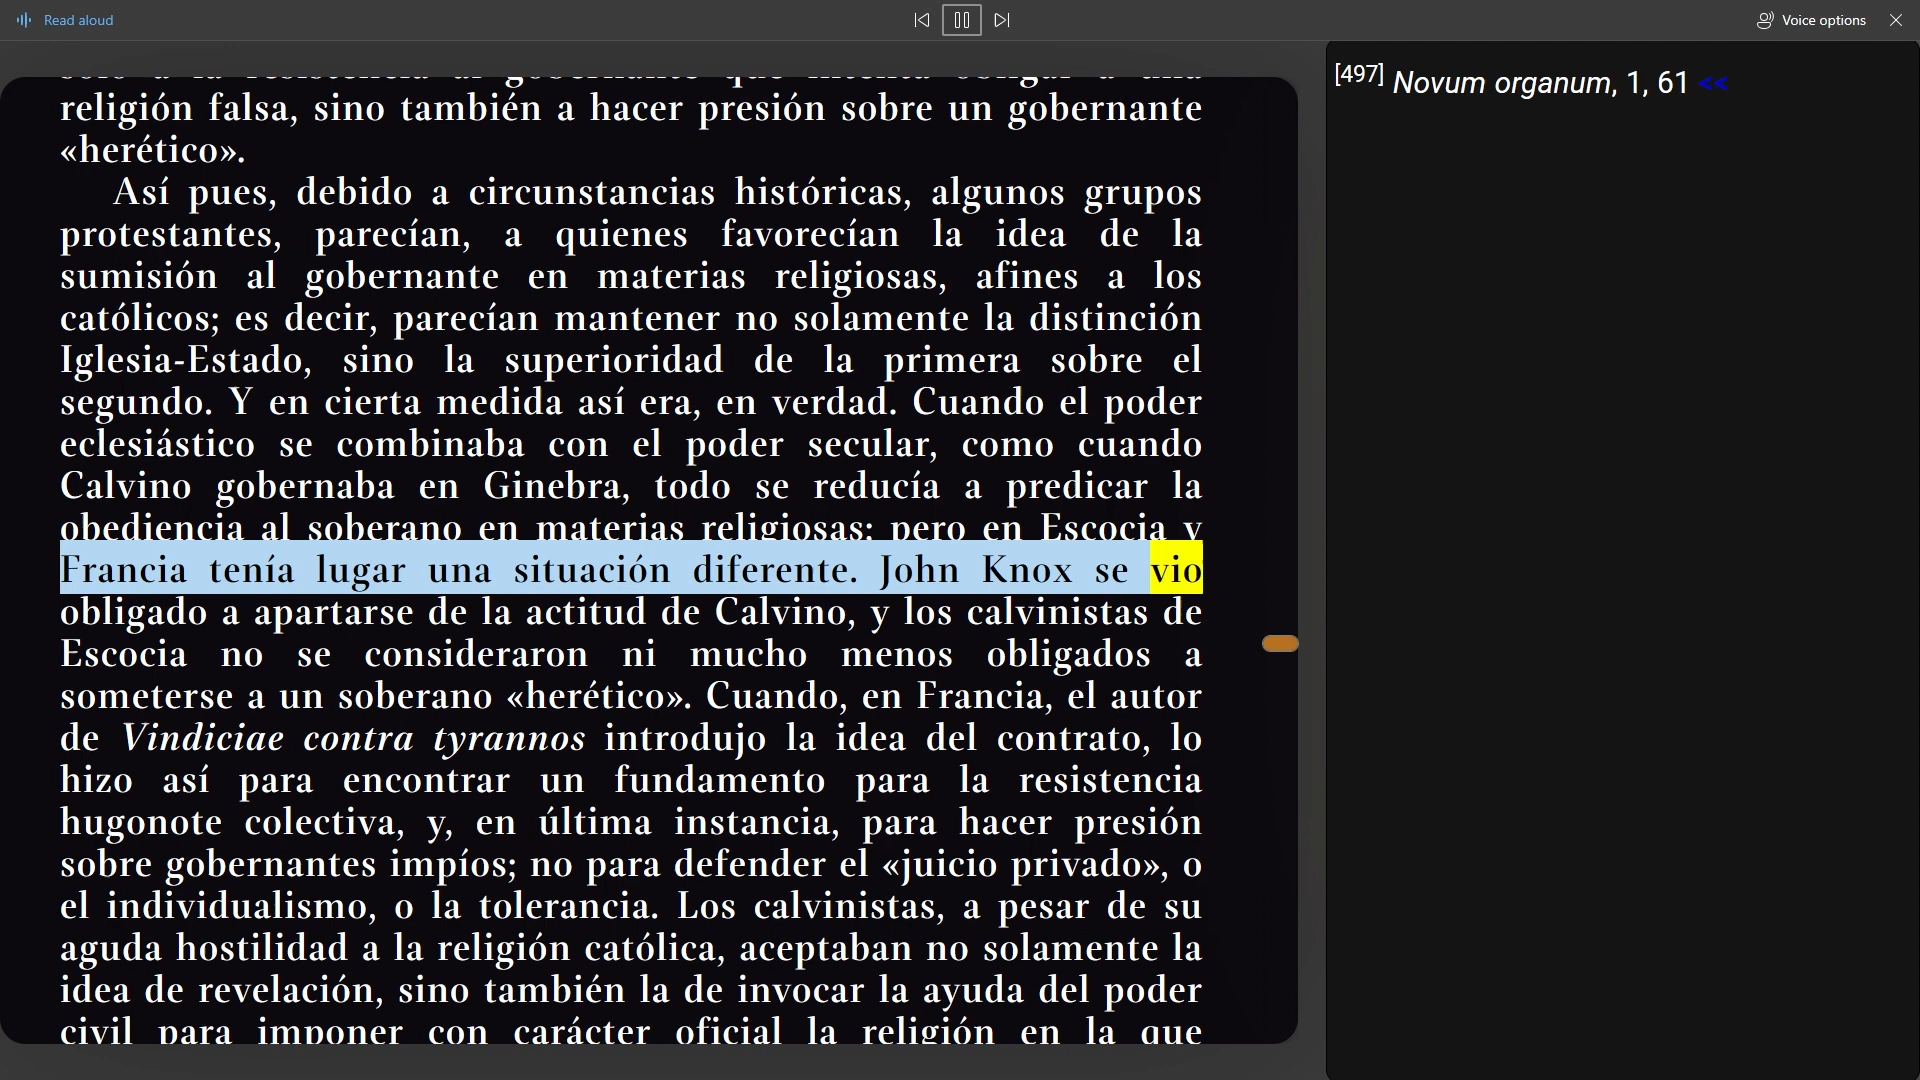 Read aloud
Voice options
sólo a la resistencia al gobernante que intenta obligar a una
religión falsa, sino también a hacer presión sobre un gobernante
«herético».
Así pues, debido a circunstancias históricas, algunos grupos
protestantes, parecían, a quienes favorecían la idea de la
sumisión al gobernante en materias religiosas, afines a los
católicos; es decir, parecían mantener no solamente la distinción
Iglesia-Estado, sino la superioridad de la primera sobre el
segundo. Y en cierta medida así era, en verdad. Cuando el poder
eclesiástico se combinaba con el poder secular, como cuando
Calvino gobernaba en Ginebra, todo se reducía a predicar la
obediencia al soberano en materias religiosas; pero en Escocia y
Francia tenía lugar una situación diferente. John Knox se vio
obligado a apartarse de la actitud de Calvino, y los calvinistas de
Escocia no se consideraron ni mucho menos obligados a
someterse a un soberano «herético». Cuando, en Francia, el autor
de Vindiciae contra tyrannos introdujo la idea del contrato, lo
hizo así para encontrar un fundamento para la resistencia
hugonote colectiva, y, en última instancia, para hacer presión
sobre gobernantes impíos; no para defender el «juicio privado», o
el individualismo, o la tolerancia. Los calvinistas, a pesar de su
aguda hostilidad a la religión católica, aceptaban no solamente la
idea de revelación, sino también la de invocar la ayuda del poder
civil para imponer con carácter oficial la religión en la que
[497] Novum organum, 1, 61 <<